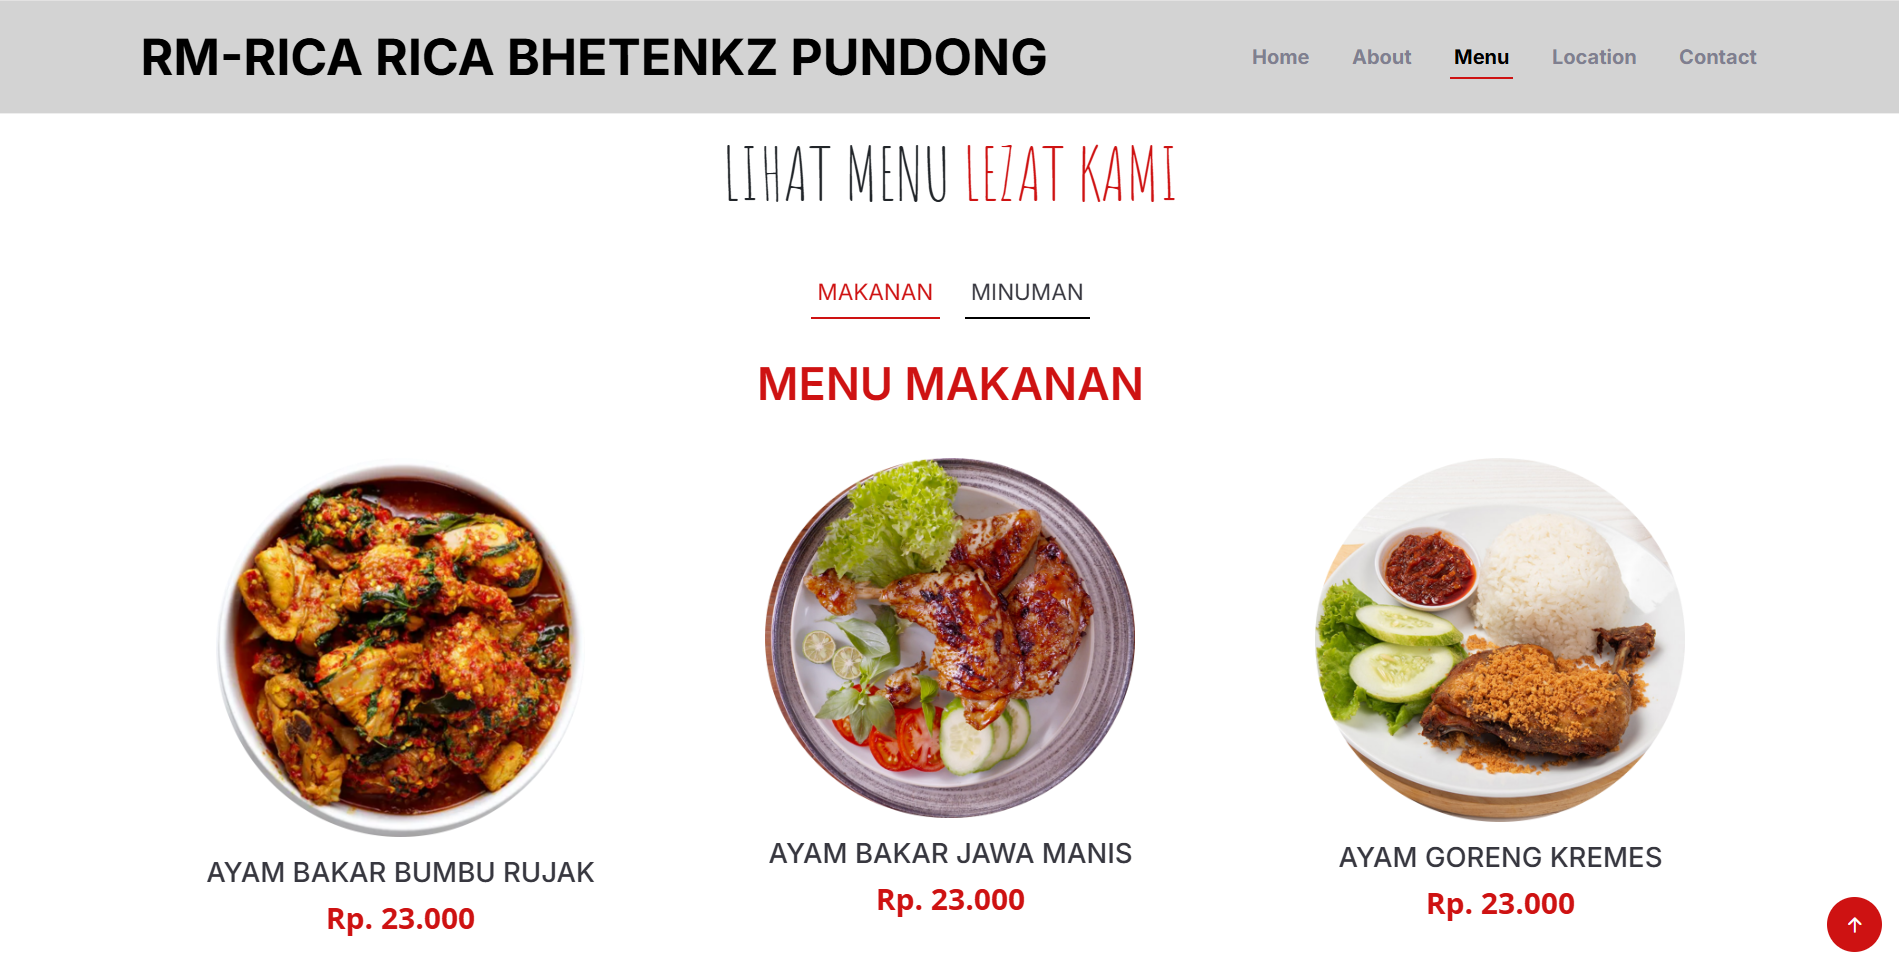 RM-RICA RICA BHETENKZ PUNDONG
Home About Menu Location Contact
LIHAT MENU LEZAT KAMI
MAKANAN MINUMAN
MENU MAKANAN
AYAM BAKAR BUMBU RUJAK
Rp. 23.000
AYAM BAKAR JAWA MANIS
Rp. 23.000
AYAM GORENG KREMES
Rp. 23.000